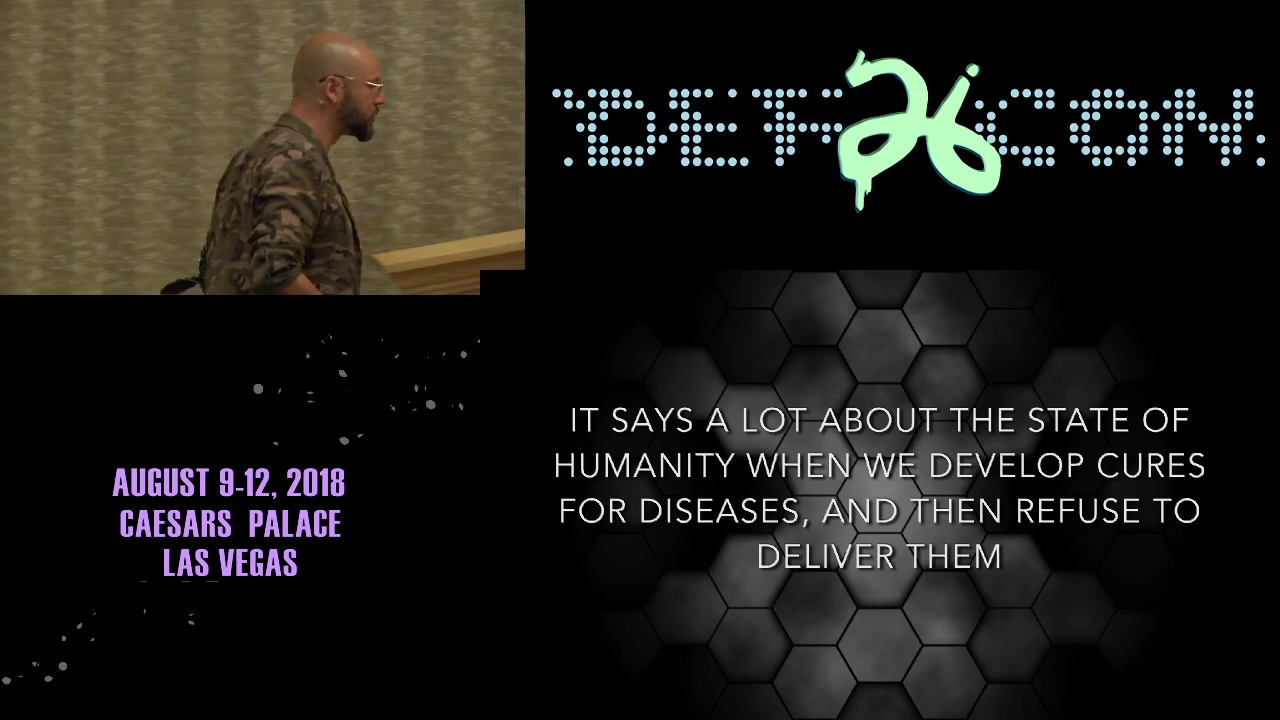 DEF 26 CON
IT SAYS A LOT ABOUT THE STATE OF
HUMANITY WHEN WE DEVELOP CURES
FOR DISEASES, AND THEN REFUSE TO
DELIVER THEM
AUGUST 9-12, 2018
CAESARS PALACE
LAS VEGAS